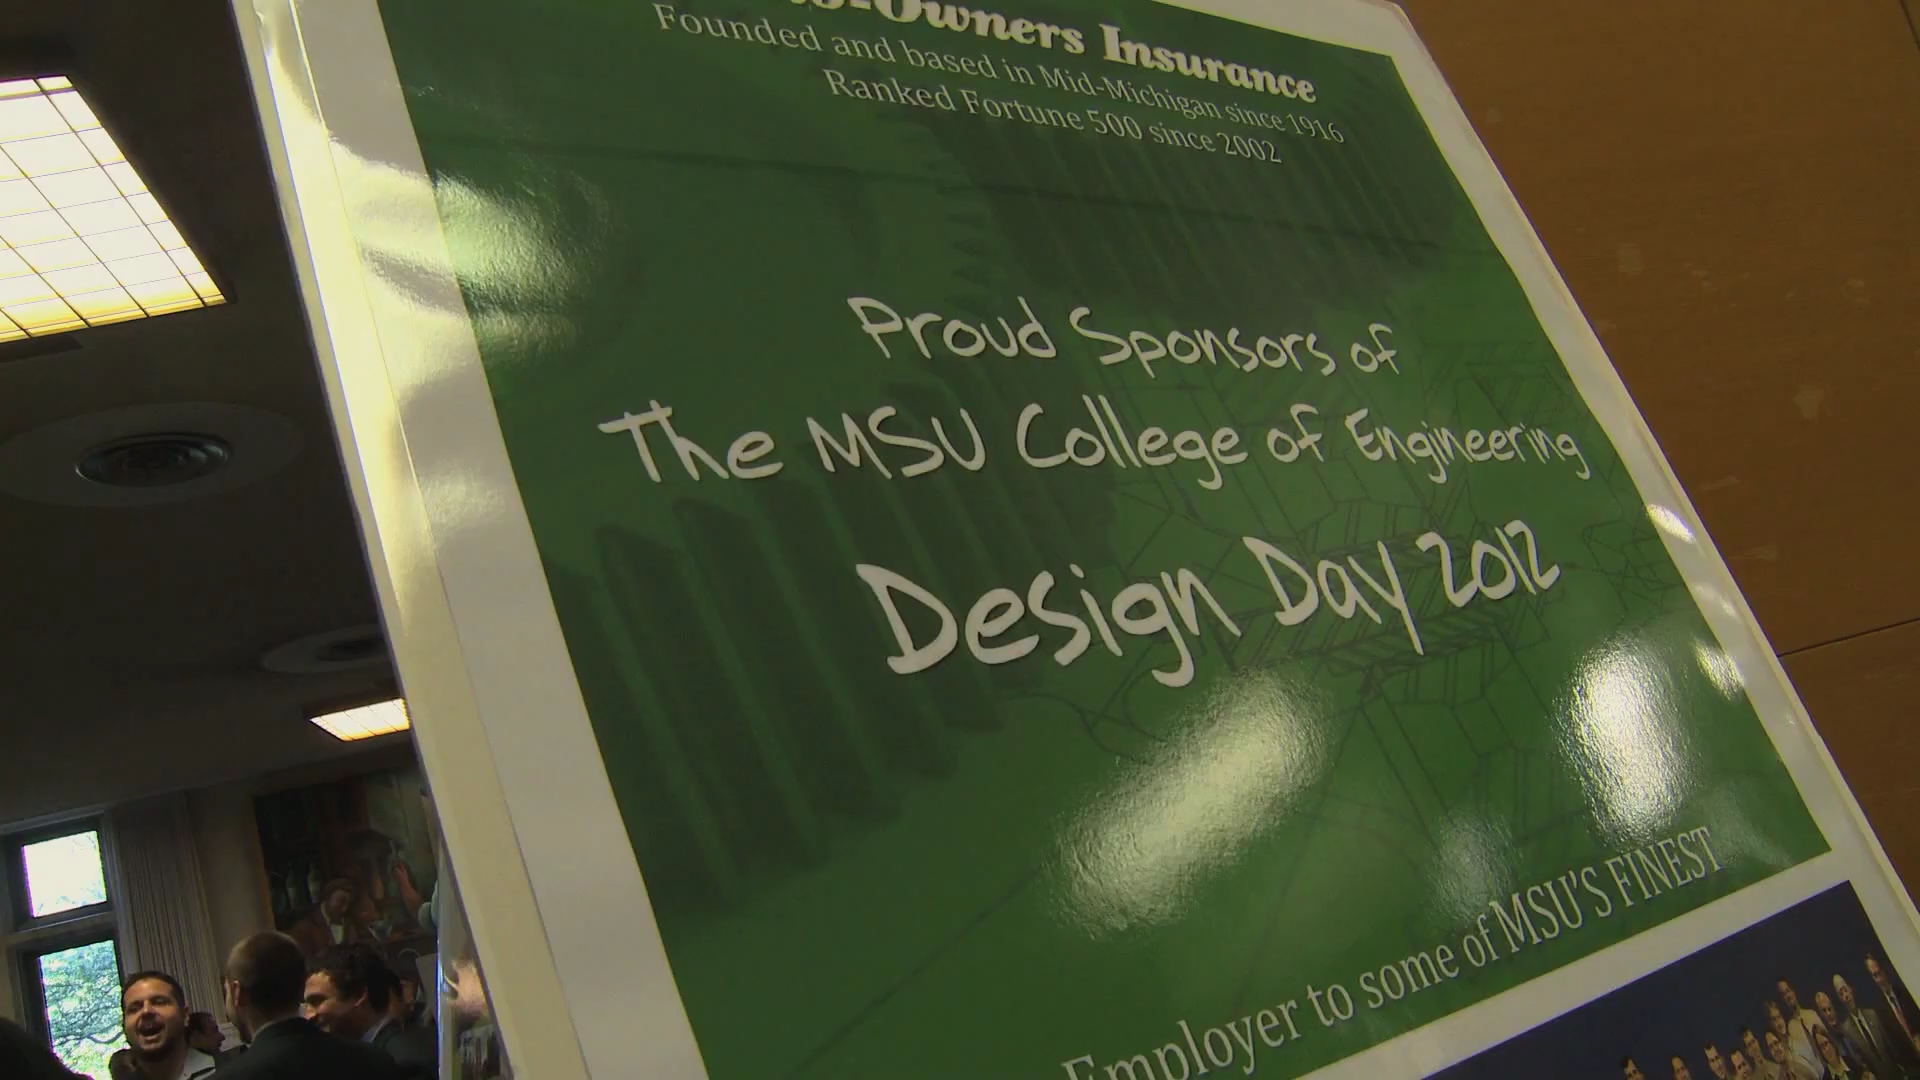 -Owners Insurance
Founded and based in Mid-Michigan since 1916
Ranked Fortune 500 since 2002
Proud Sponsors of
The MSU College of Engineering
Design Day 2012
Employer to some of MSU'S FINEST